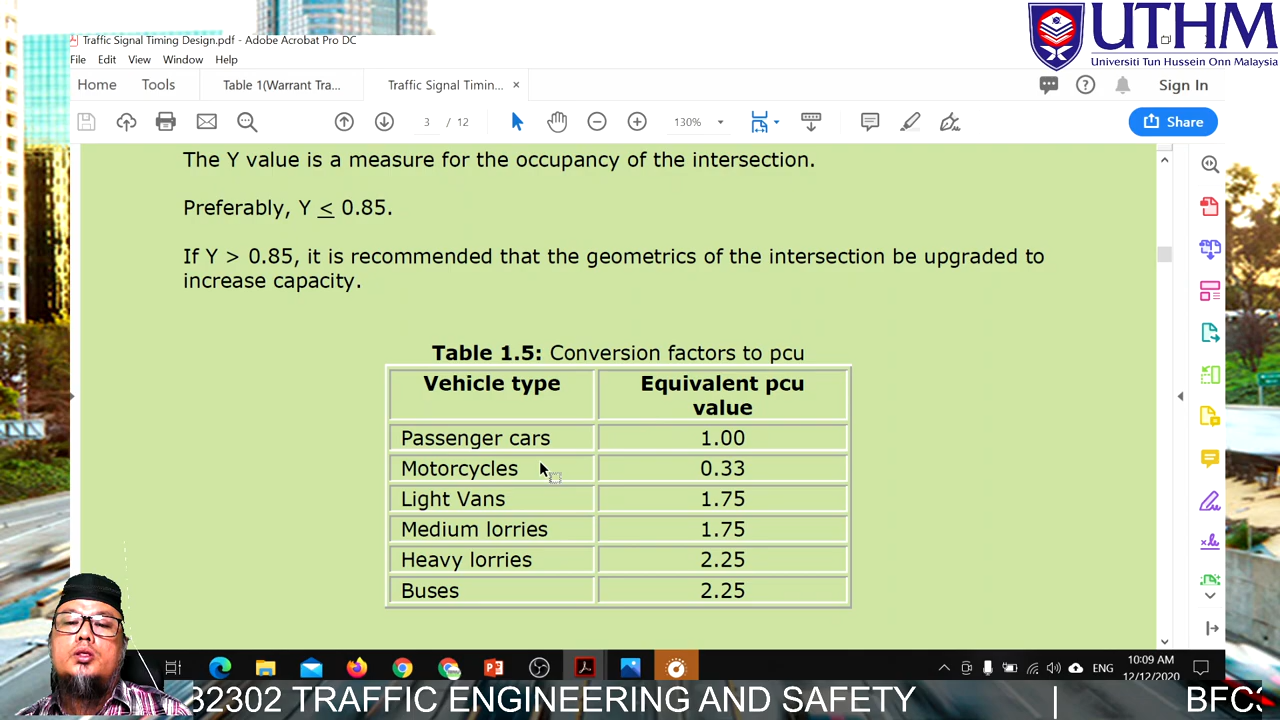 UTHM
Universiti Tun Hussein Onn Malaysia
Traffic Signal Timing Design.pdf - Adobe Acrobat Pro DC
File Edit View Window Help
Home Tools Table 1(Warrant Tra... Traffic Signal Timin... × Sign In
3 / 12 130% Share
The Y value is a measure for the occupancy of the intersection.
Preferably, Y < 0.85.
If Y > 0.85, it is recommended that the geometrics of the intersection be upgraded to
increase capacity.
Table 1.5: Conversion factors to pcu
Vehicle type Equivalent pcu
value
Passenger cars 1.00
Motorcycles 0.33
Light Vans 1.75
Medium lorries 1.75
Heavy lorries 2.25
Buses 2.25
ENG 10:09 AM
12/12/2020
32302 TRAFFIC ENGINEERING AND SAFETY | BFC3